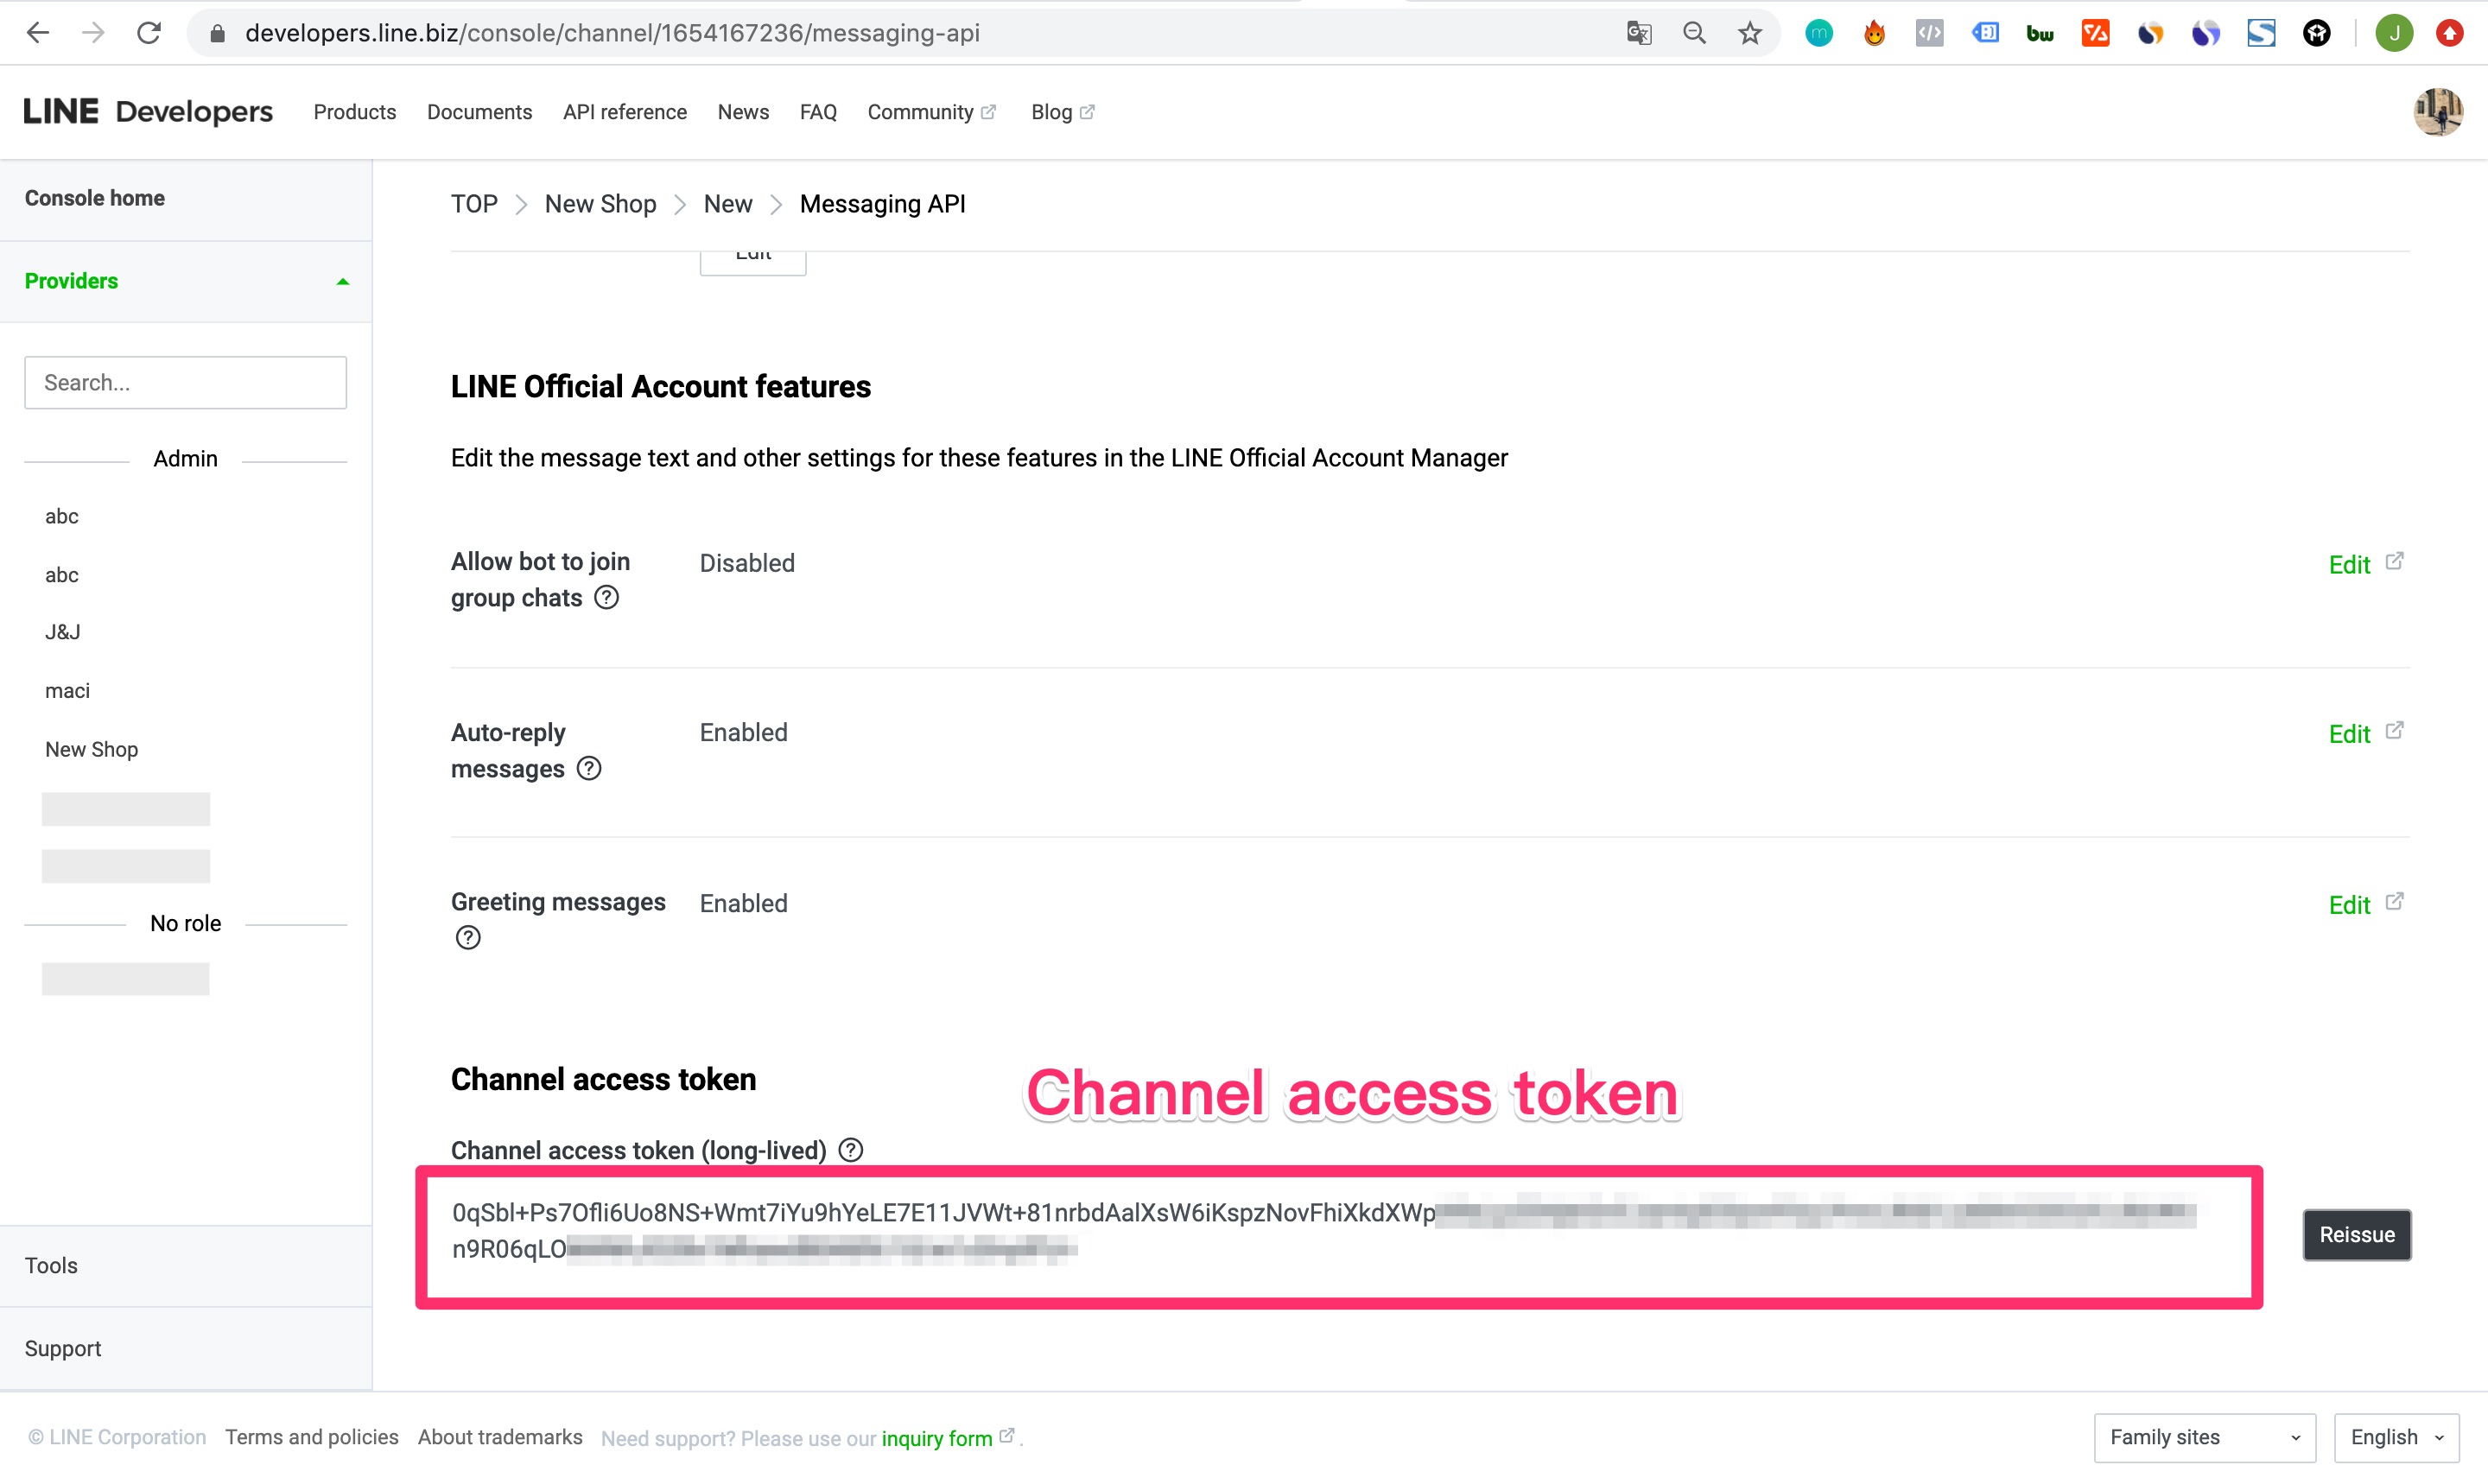 developers.line.biz/console/channel/1654167236/messaging-api
bw
J
LINE Developers
Products
Documents
API reference
News
FAQ
Community
Blog
Console home
Providers
Search...
Admin
abc
abc
J&J
maci
New Shop
No role
Tools
Support
TOP > New Shop > New > Messaging API
Edit
LINE Official Account features
Edit the message text and other settings for these features in the LINE Official Account Manager
Allow bot to join
group chats
Disabled
Edit
Auto-reply
messages
Enabled
Edit
Greeting messages
Enabled
Edit
Channel access token
Channel access token
Channel access token (long-lived)
0qSbl+Ps7Ofli6Uo8NS+Wmt7iYu9hYeLE7E11JVWt+81nrbdAalXsW6iKspzNovFhiXkdXWp
n9R06qLO
Reissue
© LINE Corporation
Terms and policies
About trademarks
Need support? Please use our inquiry form .
Family sites
English